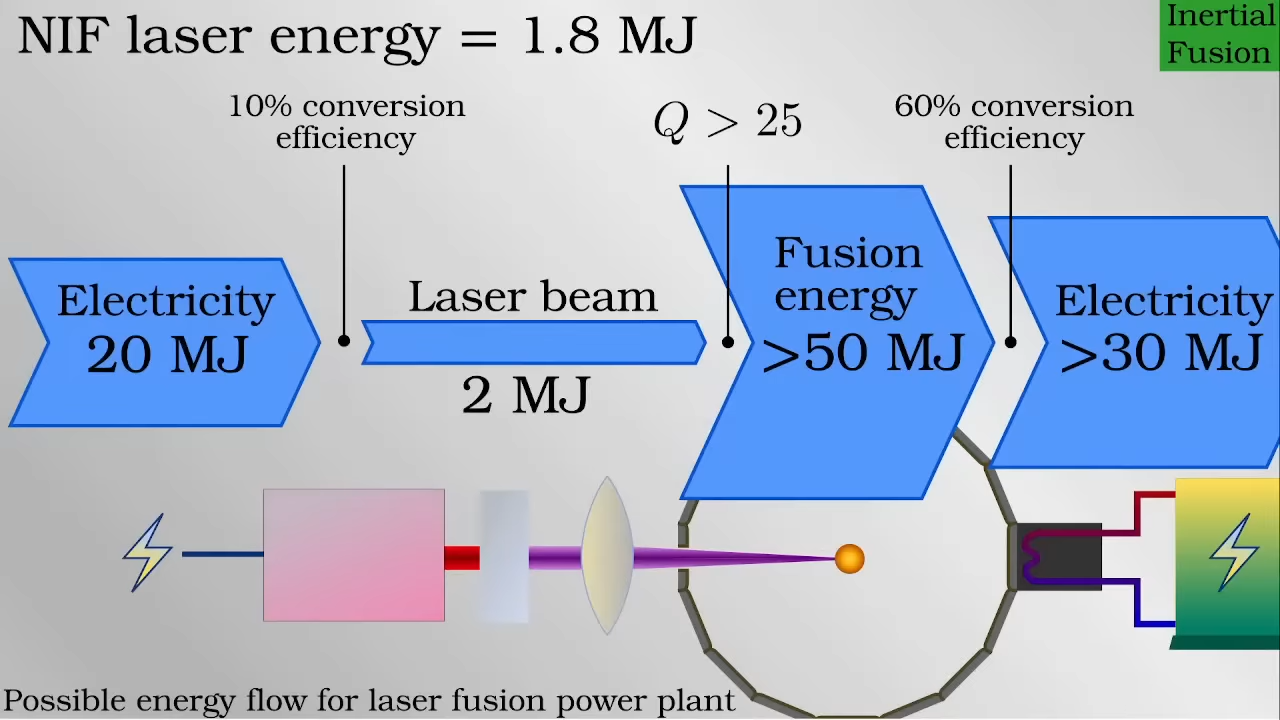 NIF laser energy = 1.8 MJ
Inertial
Fusion
10% conversion
efficiency
Q > 25
60% conversion
efficiency
Electricity
20 MJ
Laser beam
2 MJ
Fusion
energy
>50 MJ
Electricity
>30 MJ
Possible energy flow for laser fusion power plant